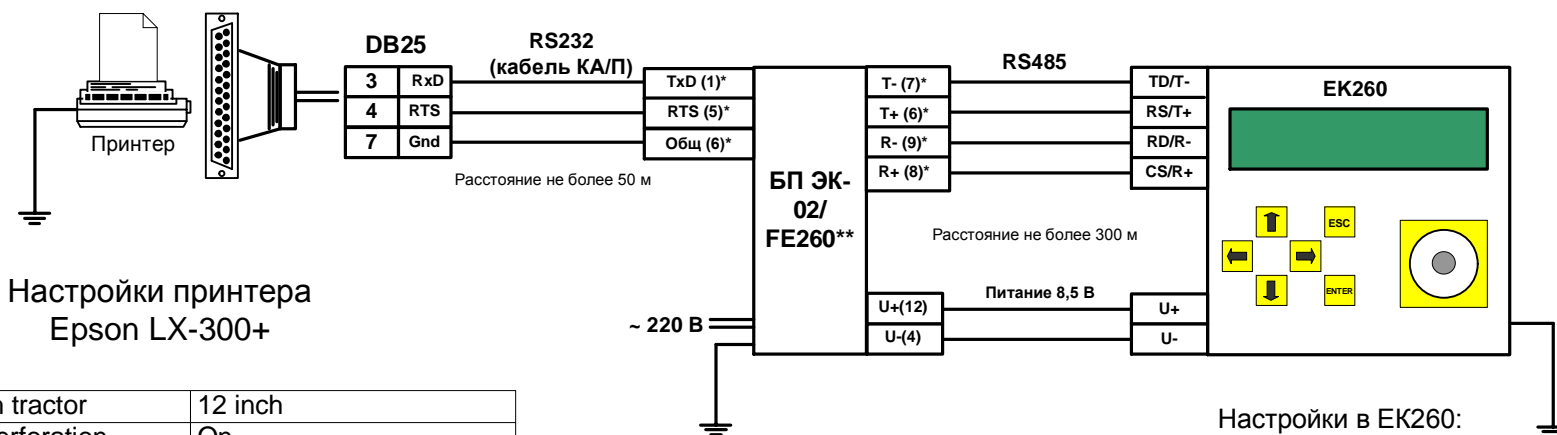 DB25
RS232
(кабель КА/П)
3 RxD
4 RTS
7 Gnd
TxD (1)*
RTS (5)*
Общ (6)*
Принтер
Расстояние не более 50 м
БП ЭК-
02/
FE260**
RS485
T- (7)*
T+ (6)*
R- (9)*
R+ (8)*
TD/T-
RS/T+
RD/R-
CS/R+
EK260
ESC
ENTER
Расстояние не более 300 м
Питание 8,5 В
U+(12)
U-(4)
U+
U-
~ 220 В
Настройки принтера
Epson LX-300+
tractor 12 inch
On
Настройки в ЕК260: